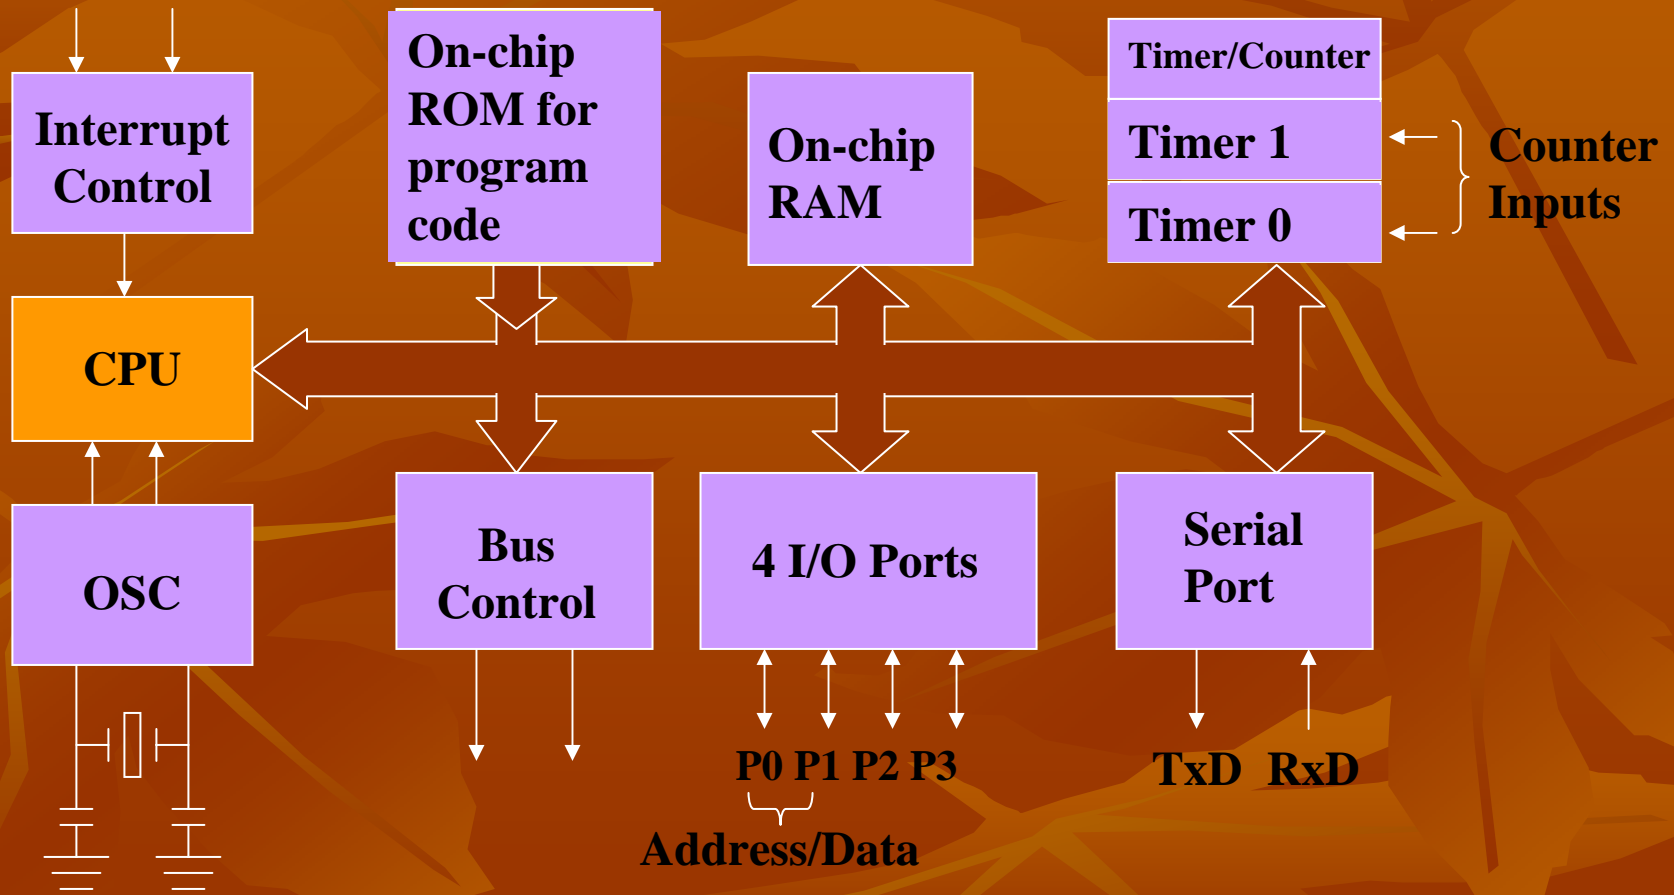 Interrupt
Control
On-chip
ROM for
program
code
On-chip
RAM
Timer/Counter
Timer 1
Timer 0
Counter
Inputs
CPU
OSC
Bus
Control
4 I/O Ports
Serial
Port
P0 P1 P2 P3
Address/Data
TxD RxD